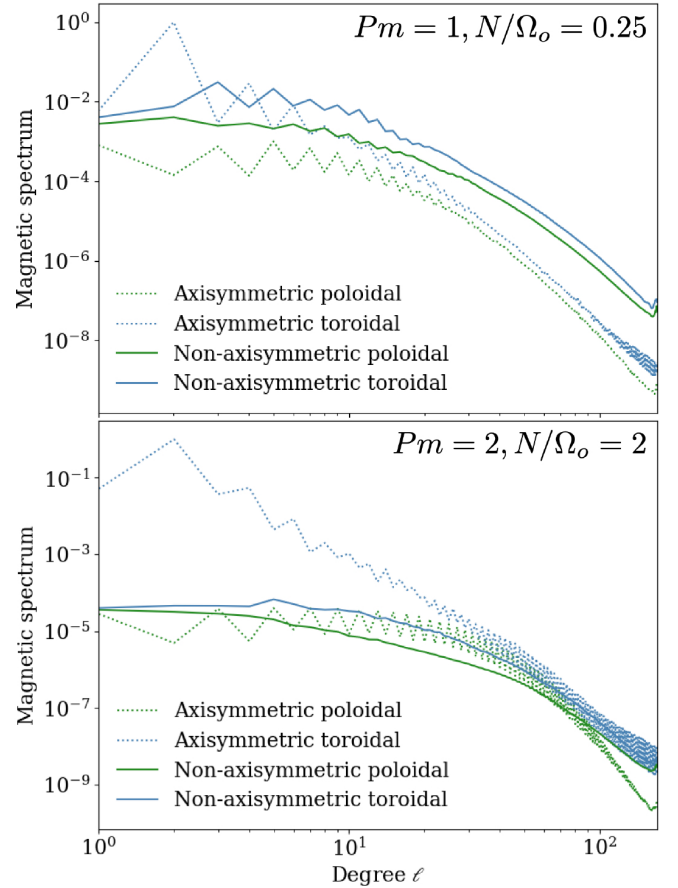 Pm = 1, N/Ω_o = 0.25
10^0
10^−2
10^−4
10^−6
10^−8
Magnetic spectrum
Axisymmetric poloidal
Axisymmetric toroidal
Non-axisymmetric poloidal
Non-axisymmetric toroidal
Pm = 2, N/Ω_o = 2
10^−1
10^−3
10^−5
10^−7
10^−9
Magnetic spectrum
Axisymmetric poloidal
Axisymmetric toroidal
Non-axisymmetric poloidal
Non-axisymmetric toroidal
10^0 10^1 10^2
Degree ℓ